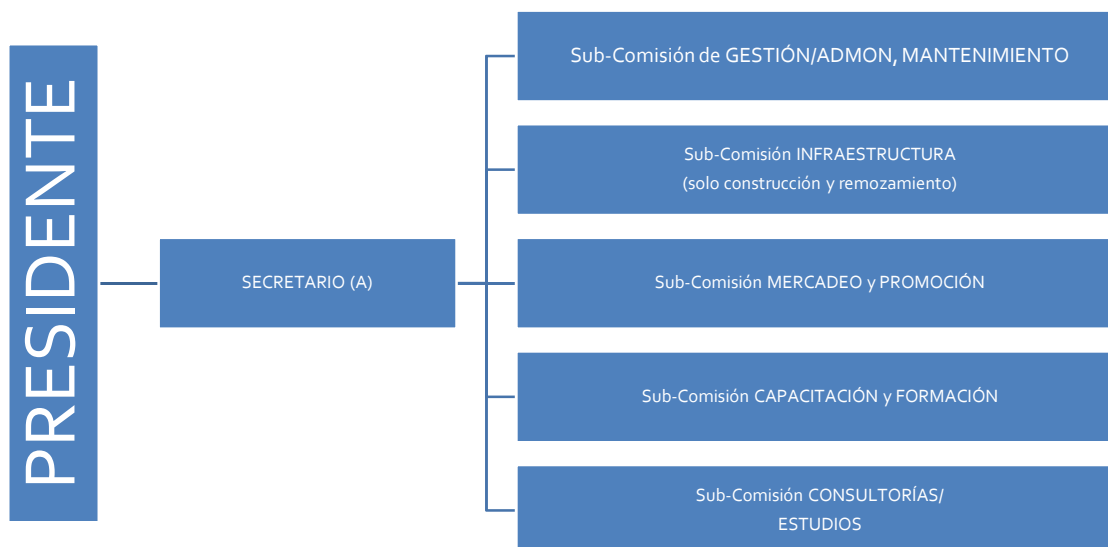 PRESIDENTE
SECRETARIO (A)
Sub-Comisión de GESTIÓN/ADMON, MANTENIMIENTO
Sub-Comisión INFRAESTRUCTURA
(solo construcción y remozamiento)
Sub-Comisión MERCADEO y PROMOCIÓN
Sub-Comisión CAPACITACIÓN y FORMACIÓN
Sub-Comisión CONSULTORÍAS/
ESTUDIOS